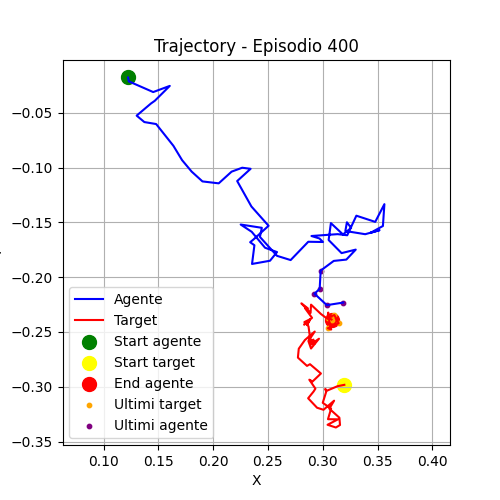 Trajectory - Episodio 400
−0.05
−0.10
−0.15
−0.20
−0.25
−0.30
−0.35
Agente
Target
Start agente
Start target
End agente
Ultimi target
Ultimi agente
0.10 0.15 0.20 0.25 0.30 0.35 0.40
X